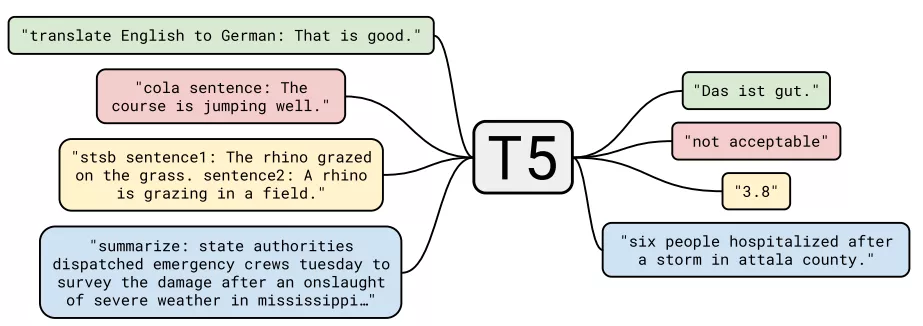 "translate English to German: That is good."
"cola sentence: The
course is jumping well."
"stsb sentence1: The rhino grazed
on the grass. sentence2: A rhino
is grazing in a field."
"summarize: state authorities
dispatched emergency crews tuesday to
survey the damage after an onslaught
of severe weather in mississippi…"
T5
"Das ist gut."
"not acceptable"
"3.8"
"six people hospitalized after
a storm in attala county."